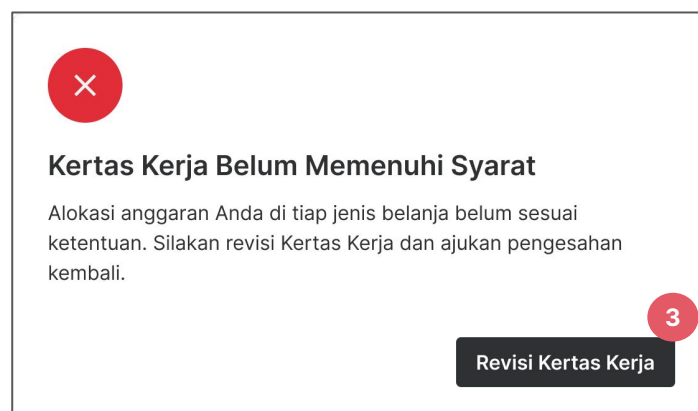 Kertas Kerja Belum Memenuhi Syarat
Alokasi anggaran Anda di tiap jenis belanja belum sesuai
ketentuan. Silakan revisi Kertas Kerja dan ajukan pengesahan
kembali.
3
Revisi Kertas Kerja